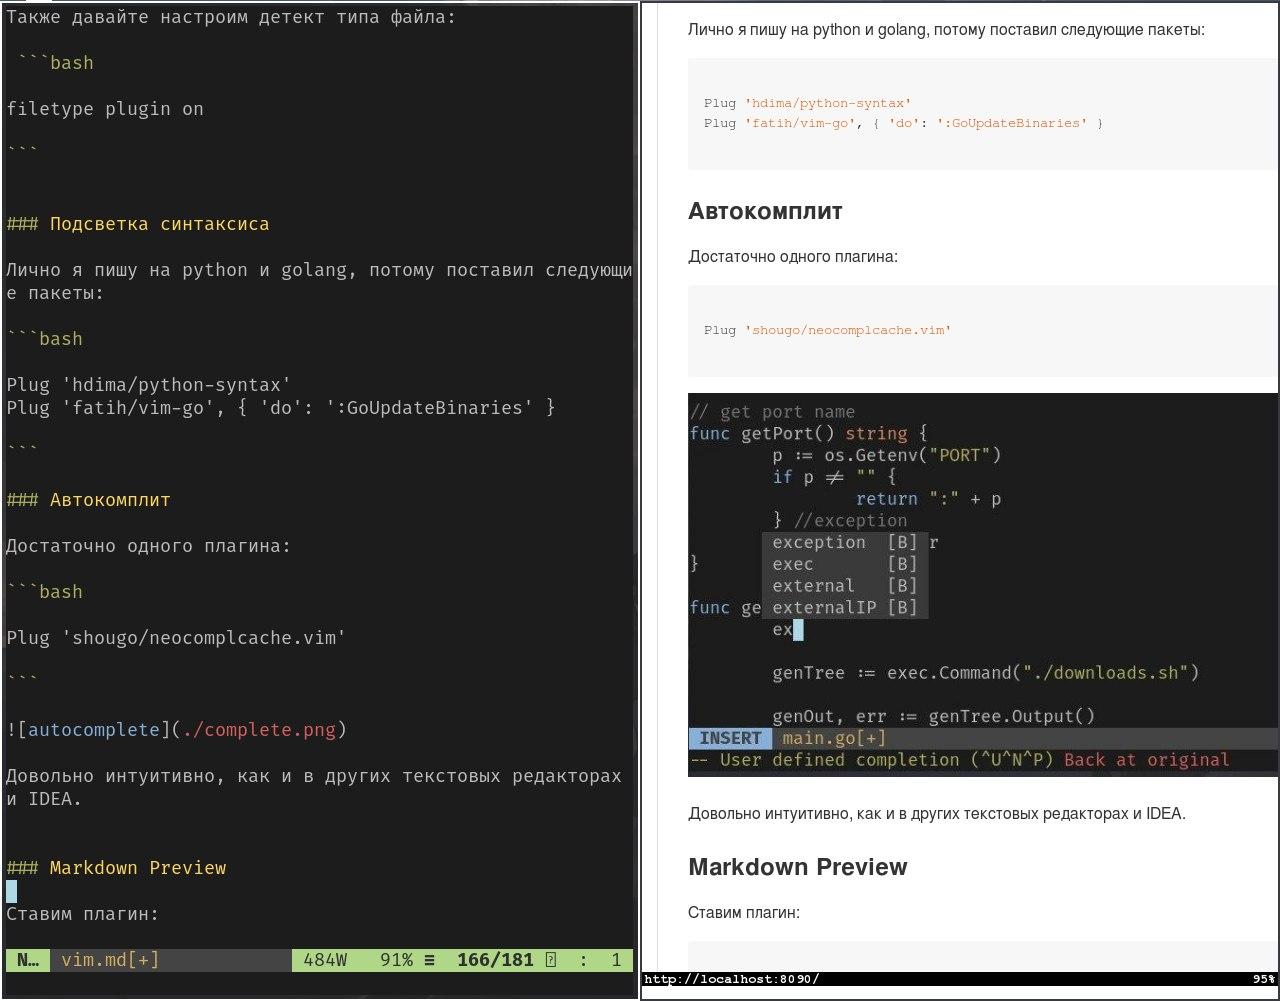 Также давайте настроим детект типа файла:
```bash
filetype plugin on
```
### Подсветка синтаксиса
Лично я пишу на python и golang, потому поставил следующи
е пакеты:
```bash
Plug 'hdima/python-syntax'
Plug 'fatih/vim-go', { 'do': ':GoUpdateBinaries' }
```
### Автокомплит
Достаточно одного плагина:
```bash
Plug 'shougo/neocomplcache.vim'
```
![autocomplete](./complete.png)
Довольно интуитивно, как и в других текстовых редакторах
и IDEA.
### Markdown Preview
Ставим плагин:
N… vim.md[+] 484W 91% ≡ 166/181 : 1
Лично я пишу на python и golang, потому поставил следующие пакеты:
Plug 'hdima/python-syntax'
Plug 'fatih/vim-go', { 'do': ':GoUpdateBinaries' }
Автокомплит
Достаточно одного плагина:
Plug 'shougo/neocomplcache.vim'
// get port name
func getPort() string {
p := os.Getenv("PORT")
if p ≠ "" {
return ":" + p
} //exception
exception [B] r
} exec [B]
external [B]
func ge externalIP [B]
ex
genTree := exec.Command("./downloads.sh")
genOut, err := genTree.Output()
INSERT main.go[+]
-- User defined completion (^U^N^P) Back at original
Довольно интуитивно, как и в других текстовых редакторах и IDEA.
Markdown Preview
Ставим плагин:
http://localhost:8090/ 95%